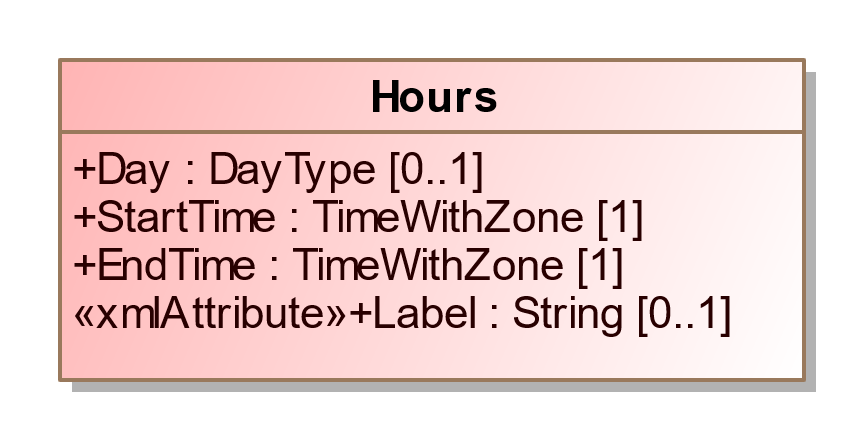 Hours
+Day : DayType [0..1]
+StartTime : TimeWithZone [1]
+EndTime : TimeWithZone [1]
«xmlAttribute»+Label : String [0..1]